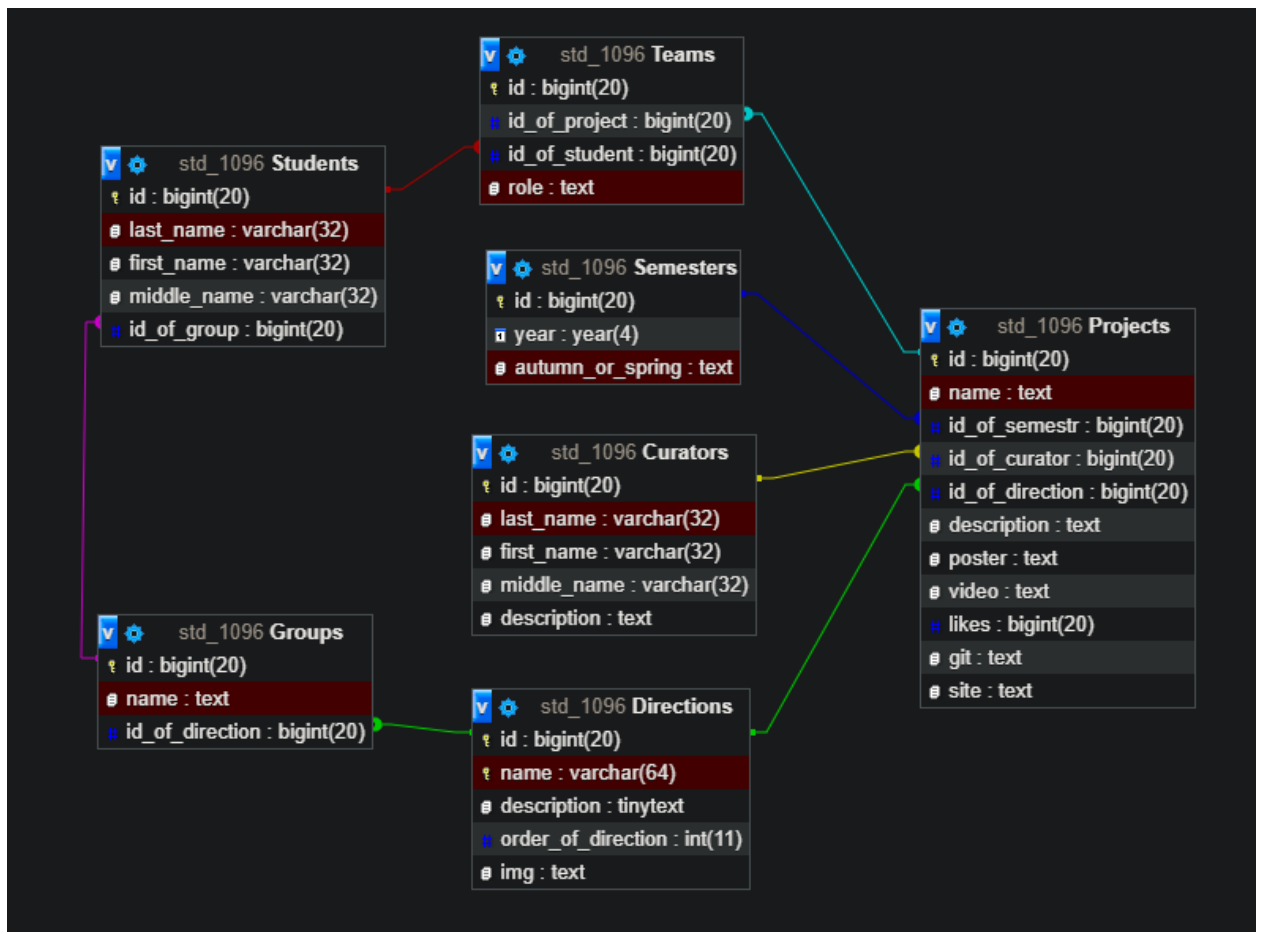 v std_1096 Teams
id : bigint(20)
# id_of_project : bigint(20)
# id_of_student : bigint(20)
role : text
v std_1096 Students
id : bigint(20)
last_name : varchar(32)
first_name : varchar(32)
middle_name : varchar(32)
# id_of_group : bigint(20)
v std_1096 Semesters
id : bigint(20)
year : year(4)
autumn_or_spring : text
v std_1096 Projects
id : bigint(20)
name : text
# id_of_semestr : bigint(20)
# id_of_curator : bigint(20)
# id_of_direction : bigint(20)
description : text
poster : text
video : text
# likes : bigint(20)
git : text
site : text
v std_1096 Curators
id : bigint(20)
last_name : varchar(32)
first_name : varchar(32)
middle_name : varchar(32)
description : text
v std_1096 Groups
id : bigint(20)
name : text
# id_of_direction : bigint(20)
v std_1096 Directions
id : bigint(20)
name : varchar(64)
description : tinytext
# order_of_direction : int(11)
img : text